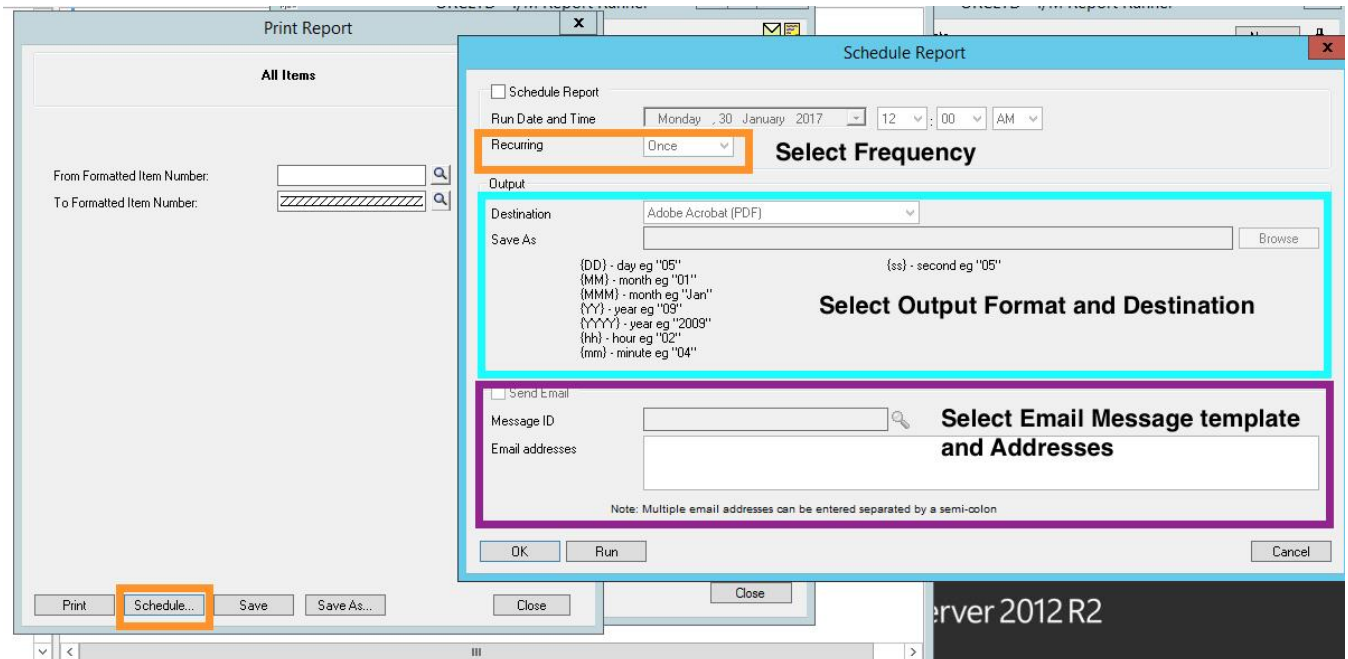 Print Report
x
All Items
From Formatted Item Number:
To Formatted Item Number:
ZZZZZZZZZZZZZZZZZZ
Print
Schedule...
Save
Save As...
Close
Close
Schedule Report
x
Schedule Report
Run Date and Time
Monday , 30 January 2017
12 : 00 AM
Recurring
Once
Select Frequency
Output
Destination
Adobe Acrobat (PDF)
Save As
Browse
{DD} - day eg "05"
{ss} - second eg "05"
{MM} - month eg "01"
{MMM} - month eg "Jan"
{YY} - year eg "09"
{YYYY} - year eg "2009"
{hh} - hour eg "02"
{mm} - minute eg "04"
Select Output Format and Destination
Send Email
Message ID
Select Email Message template
and Addresses
Email addresses
Note: Multiple email addresses can be entered separated by a semi-colon
OK
Run
Cancel
erver 2012 R2